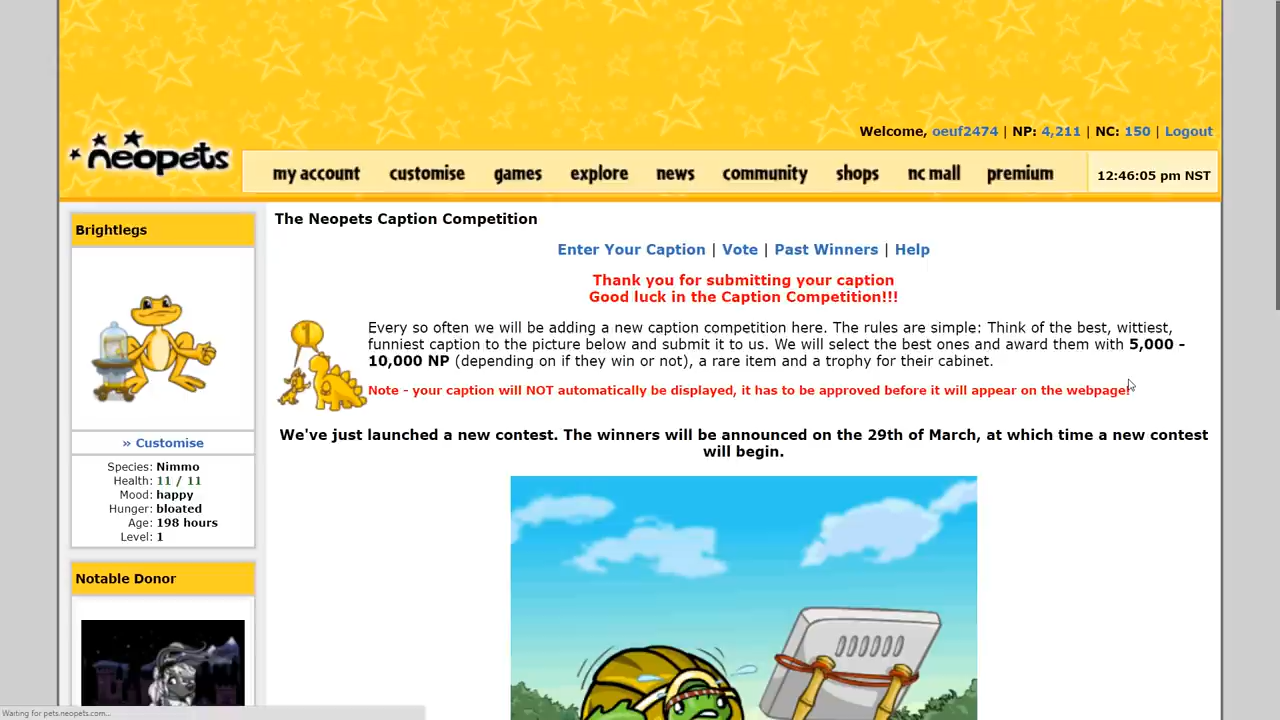 Welcome, oeuf2474 | NP: 4,211 | NC: 150 | Logout
neopets
my account customise games explore news community shops nc mall premium 12:46:05 pm NST
Brightlegs
» Customise
Species: Nimmo
Health: 11 / 11
Mood: happy
Hunger: bloated
Age: 198 hours
Level: 1
Notable Donor
The Neopets Caption Competition
Enter Your Caption | Vote | Past Winners | Help
Thank you for submitting your caption
Good luck in the Caption Competition!!!
1
Every so often we will be adding a new caption competition here. The rules are simple: Think of the best, wittiest,
funniest caption to the picture below and submit it to us. We will select the best ones and award them with 5,000 -
10,000 NP (depending on if they win or not), a rare item and a trophy for their cabinet.
Note - your caption will NOT automatically be displayed, it has to be approved before it will appear on the webpage!
We've just launched a new contest. The winners will be announced on the 29th of March, at which time a new contest
will begin.
Waiting for pets.neopets.com...